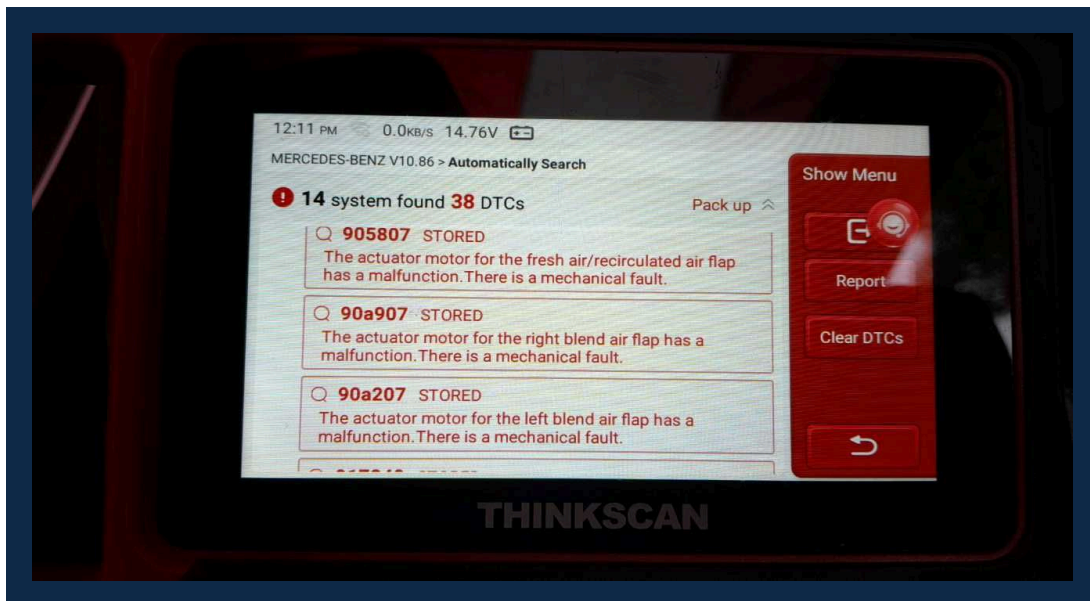 12:11 PM 0.0KB/S 14.76V
MERCEDES-BENZ V10.86 > Automatically Search
Show Menu
14 system found 38 DTCs
Pack up
905807 STORED
The actuator motor for the fresh air/recirculated air flap
has a malfunction.There is a mechanical fault.
Report
90a907 STORED
The actuator motor for the right blend air flap has a
malfunction.There is a mechanical fault.
Clear DTCs
90a207 STORED
The actuator motor for the left blend air flap has a
malfunction.There is a mechanical fault.
THINKSCAN